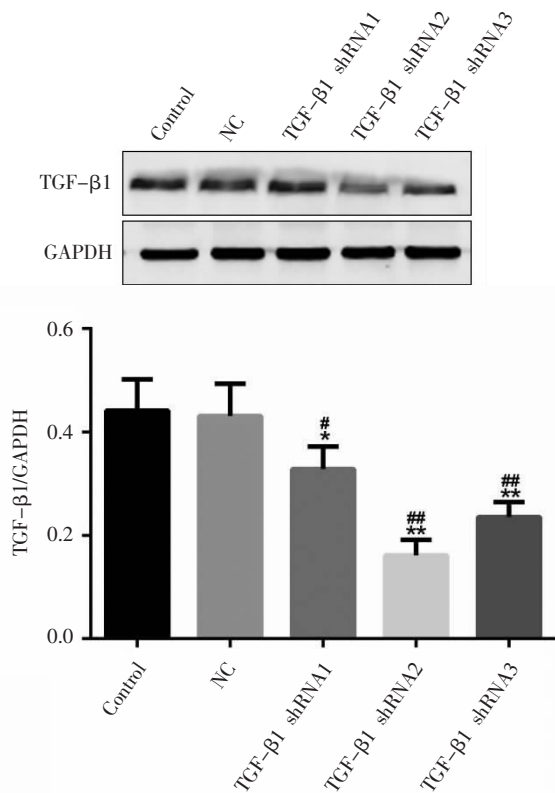 Control
NC
TGF-β1 shRNA1
TGF-β1 shRNA2
TGF-β1 shRNA3
TGF-β1
GAPDH
TGF-β1/GAPDH
0.6
0.4
0.2
0.0
#
*
##
**
##
**
Control
NC
TGF-β1 shRNA1
TGF-β1 shRNA2
TGF-β1 shRNA3